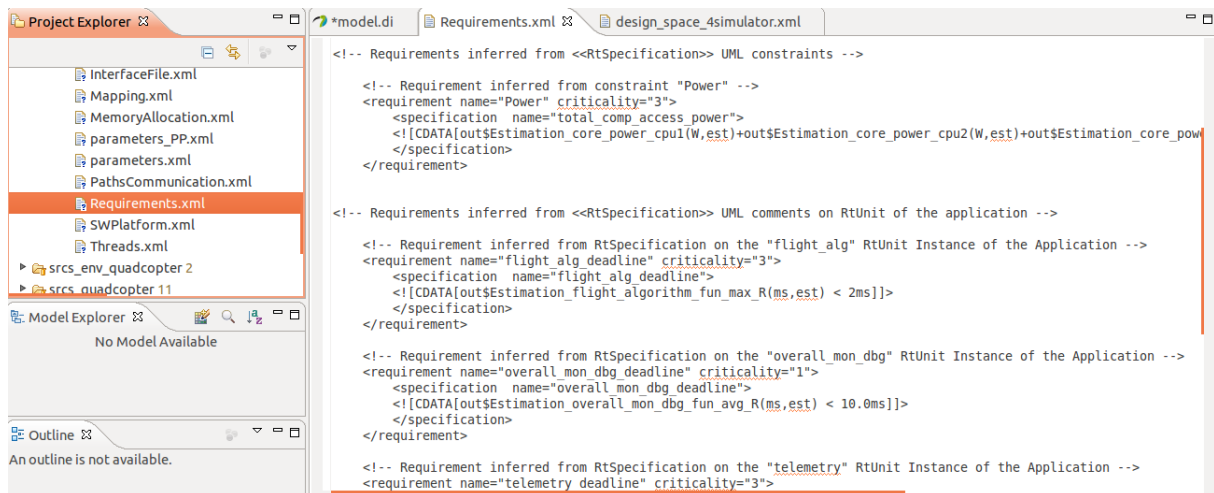 Project Explorer
InterfaceFile.xml
Mapping.xml
MemoryAllocation.xml
parameters_PP.xml
parameters.xml
PathsCommunication.xml
Requirements.xml
SWPlatform.xml
Threads.xml
srcs_env_quadcopter 2
srcs_quadcopter 11
Model Explorer
No Model Available
Outline
An outline is not available.
*model.di
Requirements.xml
design_space_4simulator.xml
<!-- Requirements inferred from <<RtSpecification>> UML constraints -->
<!-- Requirement inferred from constraint "Power" -->
<requirement name="Power" criticality="3">
<specification  name="total_comp_access_power">
<![CDATA[out$Estimation_core_power_cpu1(W,est)+out$Estimation_core_power_cpu2(W,est)+out$Estimation_core_pow
</specification>
</requirement>
<!-- Requirements inferred from <<RtSpecification>> UML comments on RtUnit of the application -->
<!-- Requirement inferred from RtSpecification on the "flight_alg" RtUnit Instance of the Application -->
<requirement name="flight_alg_deadline" criticality="3">
<specification  name="flight_alg_deadline">
<![CDATA[out$Estimation_flight_algorithm_fun_max_R(ms,est) < 2ms]]>
</specification>
</requirement>
<!-- Requirement inferred from RtSpecification on the "overall_mon_dbg" RtUnit Instance of the Application -->
<requirement name="overall_mon_dbg_deadline" criticality="1">
<specification  name="overall_mon_dbg_deadline">
<![CDATA[out$Estimation_overall_mon_dbg_fun_avg_R(ms,est) < 10.0ms]]>
</specification>
</requirement>
<!-- Requirement inferred from RtSpecification on the "telemetry" RtUnit Instance of the Application -->
<requirement name="telemetry_deadline" criticality="3">